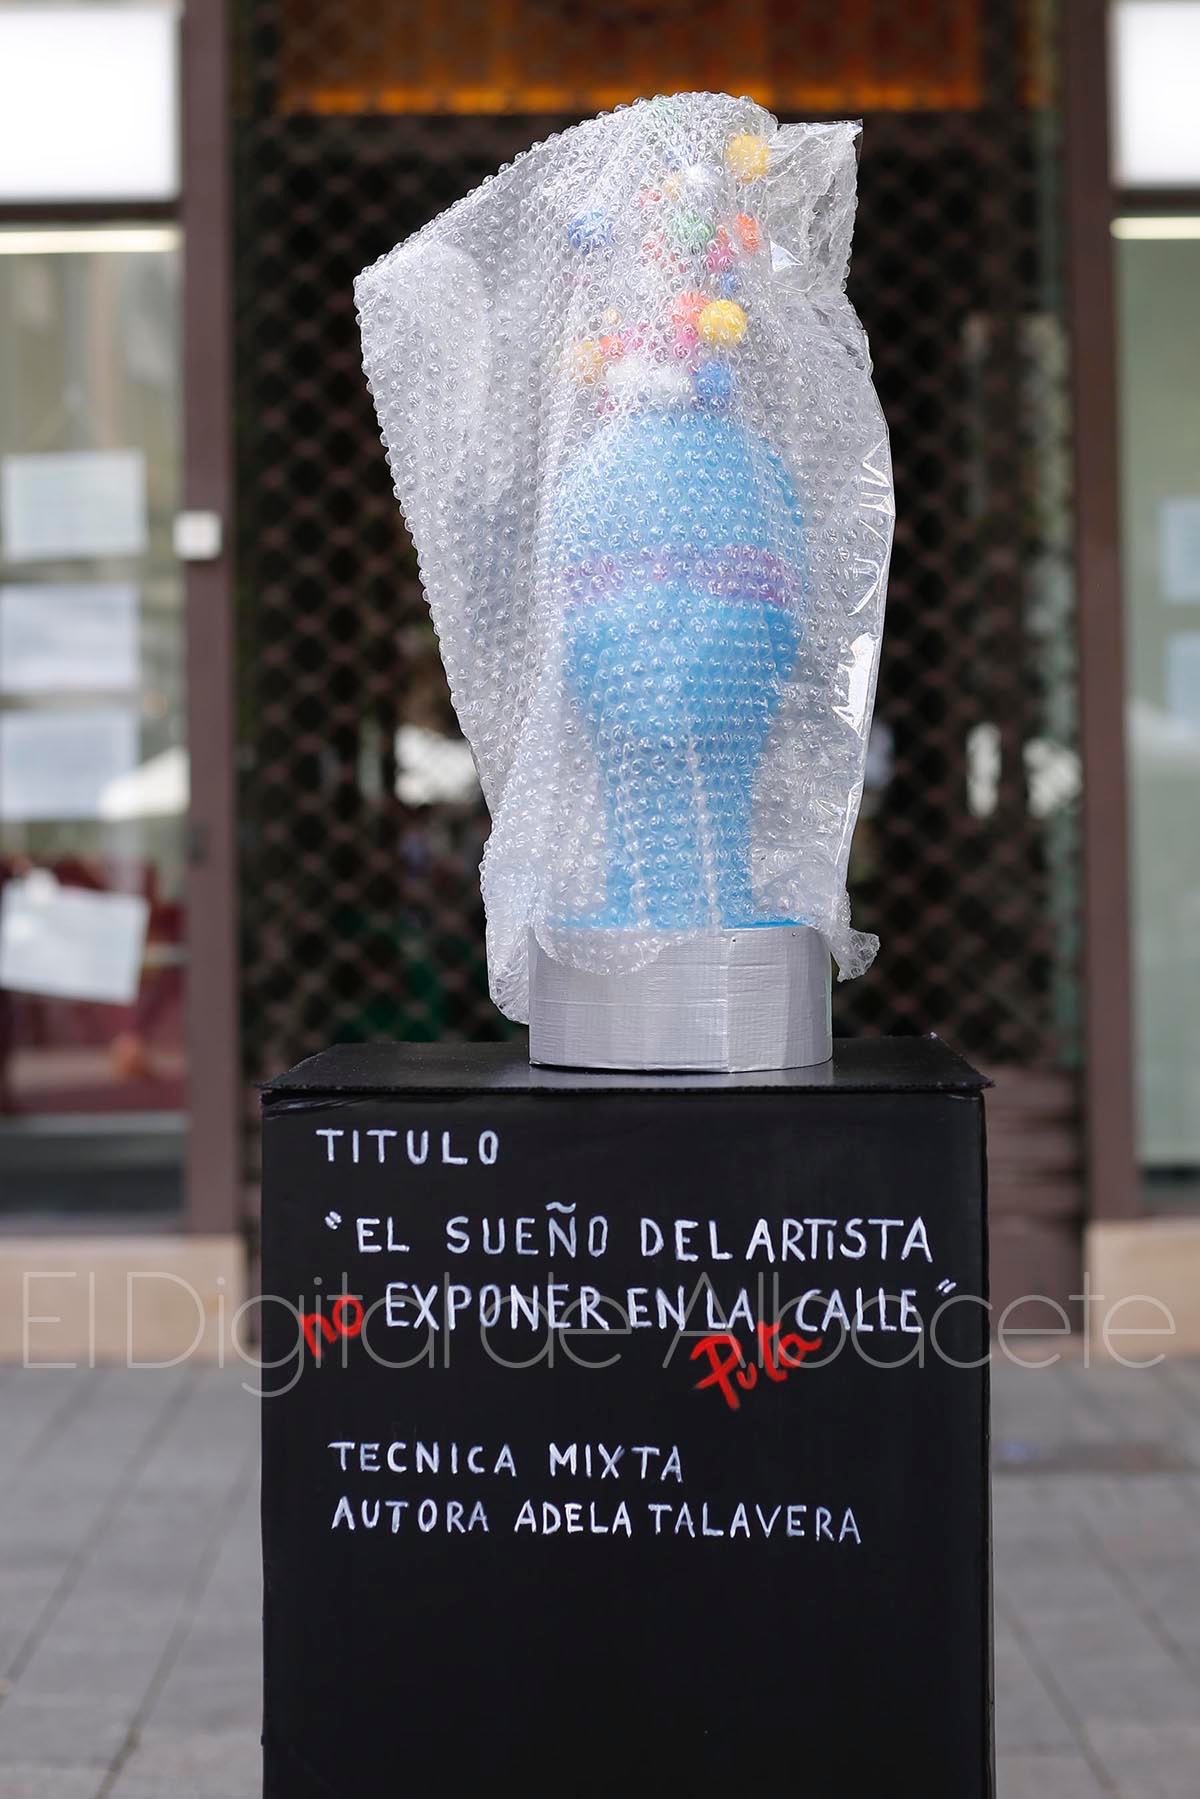 TITULO
"EL SUEÑO DEL ARTISTA
no EXPONER EN LA CALLE"
Puta
El Digital de Albacete
TECNICA MIXTA
AUTORA ADELA TALAVERA